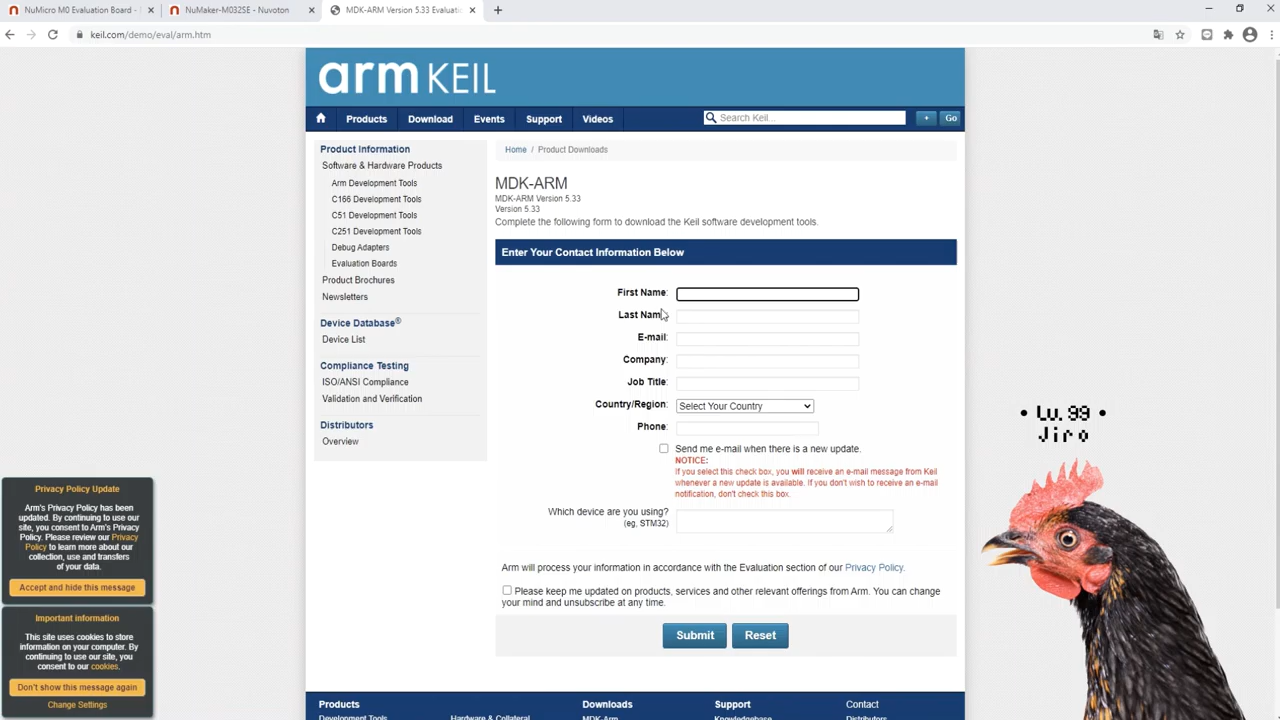 NuMicro M0 Evaluation Board -
NuMaker-M032SE - Nuvoton
MDK-ARM Version 5.33 Evaluati
keil.com/demo/eval/arm.htm
arm KEIL
Products
Download
Events
Support
Videos
Search Keil...
+
Go
Product Information
Software & Hardware Products
Arm Development Tools
C166 Development Tools
C51 Development Tools
C251 Development Tools
Debug Adapters
Evaluation Boards
Product Brochures
Newsletters
Device Database®
Device List
Compliance Testing
ISO/ANSI Compliance
Validation and Verification
Distributors
Overview
Home / Product Downloads
MDK-ARM
MDK-ARM Version 5.33
Version 5.33
Complete the following form to download the Keil software development tools.
Enter Your Contact Information Below
First Name:
Last Name:
E-mail:
Company:
Job Title:
Country/Region: Select Your Country
Phone:
Send me e-mail when there is a new update.
NOTICE:
If you select this check box, you will receive an e-mail message from Keil
whenever a new update is available. If you don't wish to receive an e-mail
notification, don't check this box.
Which device are you using?
(eg, STM32)
Arm will process your information in accordance with the Evaluation section of our Privacy Policy.
Please keep me updated on products, services and other relevant offerings from Arm. You can change
your mind and unsubscribe at any time.
Submit
Reset
Privacy Policy Update
Arm's Privacy Policy has been
updated. By continuing to use our
site, you consent to Arm's Privacy
Policy. Please review our Privacy
Policy to learn more about our
collection, use and transfers
of your data.
Accept and hide this message
Important information
This site uses cookies to store
information on your computer. By
continuing to use our site, you
consent to our cookies.
Don't show this message again
Change Settings
• Lv.99 •
Jiro
Products
Downloads
Support
Contact
Development Tools
Hardware & Collateral
MDK-Arm
Knowledgebase
Distributors